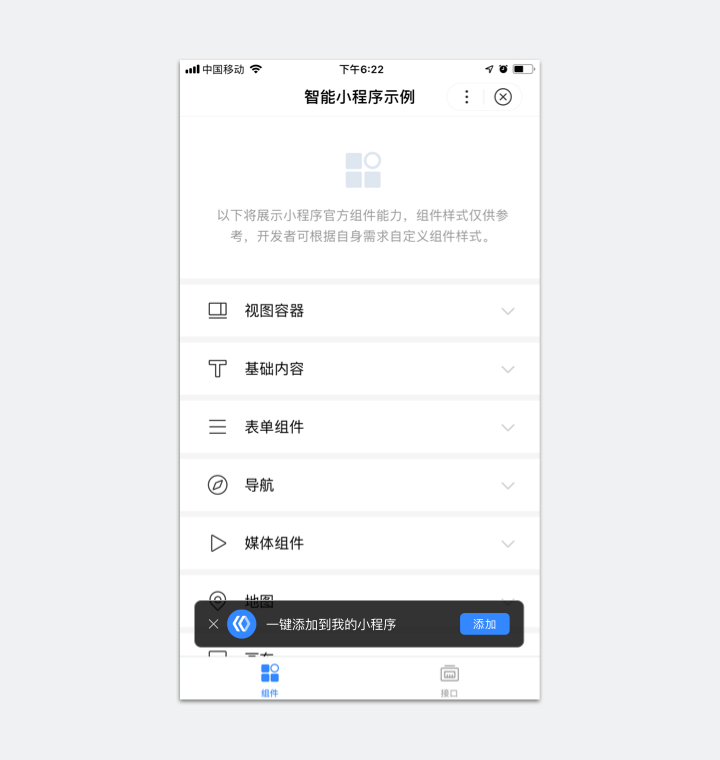 中国移动
下午6:22
智能小程序示例
以下将展示小程序官方组件能力，组件样式仅供参
考，开发者可根据自身需求自定义组件样式。
视图容器
基础内容
表单组件
导航
媒体组件
地图
一键添加到我的小程序
添加
组件
接口